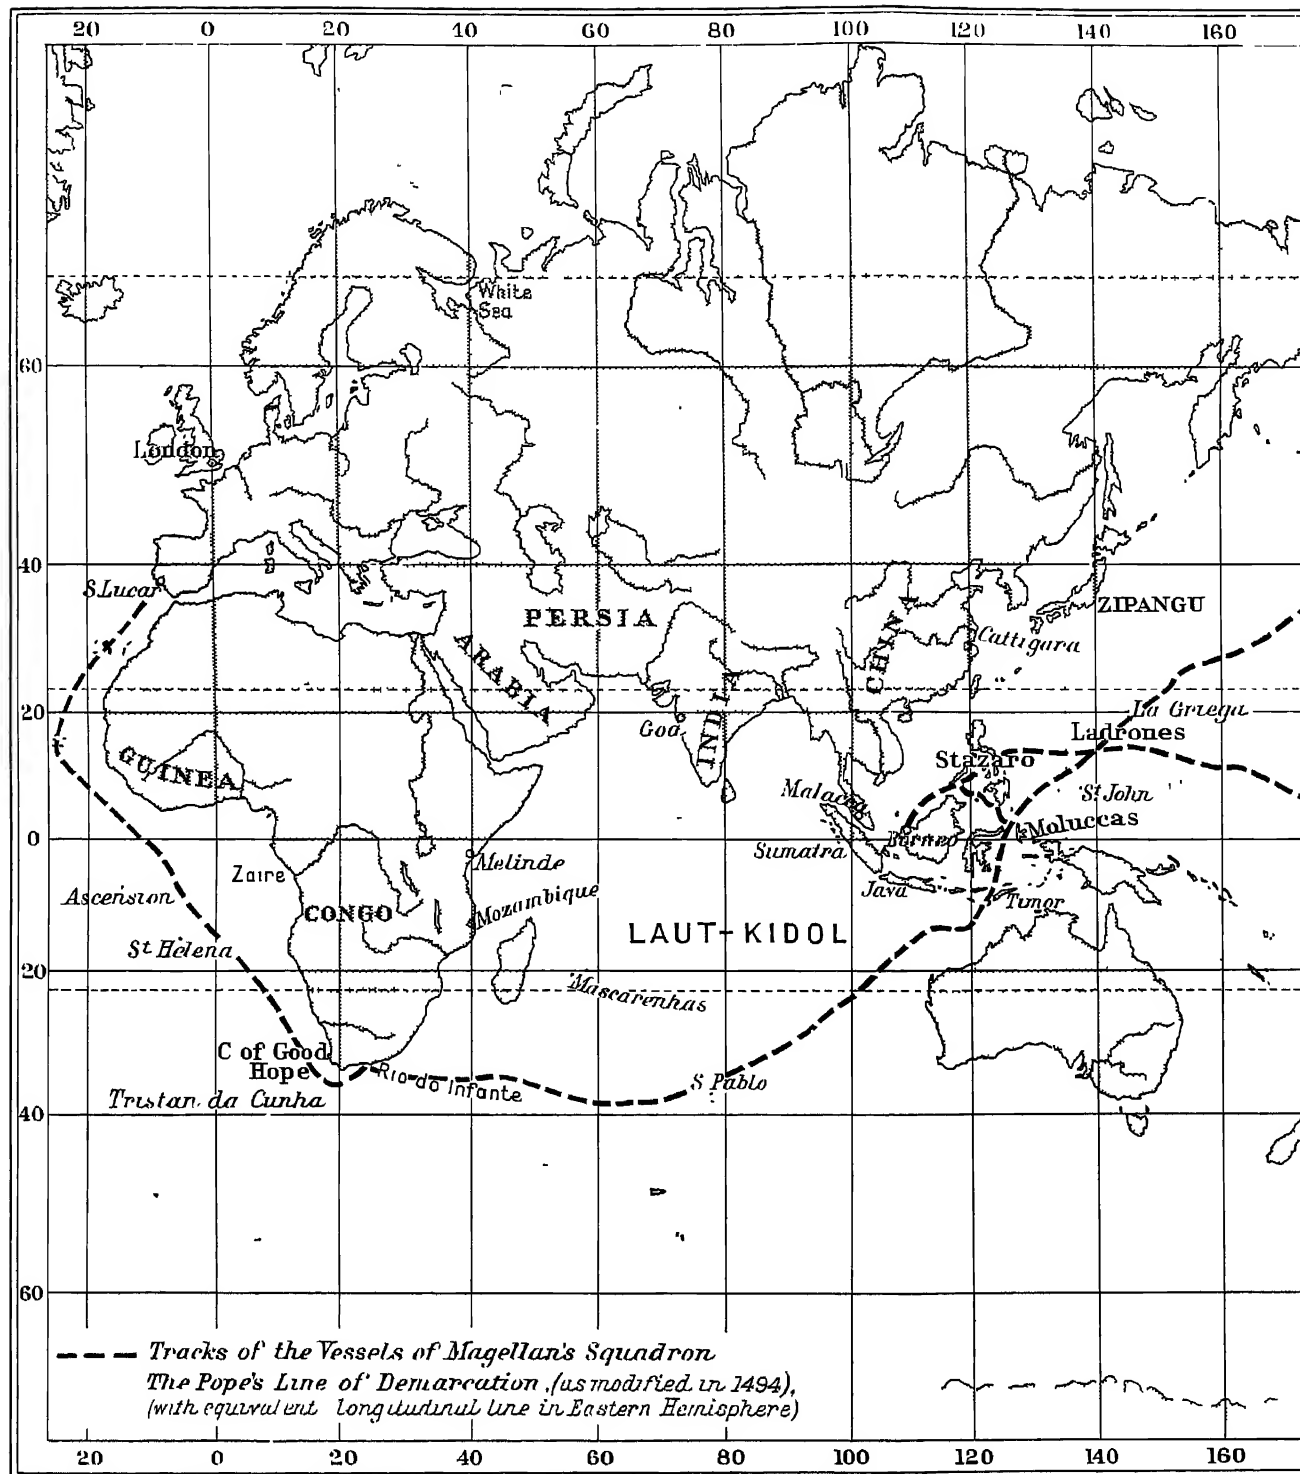 20 0 20 40 60 80 100 120 140 160
White
Sea
60
London
40
S. Lucar
PERSIA
ZIPANGU
ARABIA
CHINA
Cattigara
INDIA
Goa
20
La Griega
Ladrones
GUINEA
St Lazaro
Malacca
St John
Moluccas
0
Borneo
Sumatra
Melinde
Zaire
Java
Timor
Ascension
CONGO
Mozambique
LAUT-KIDOL
St. Helena
20
Mascarenhas
C of Good
Hope
Rio do Infante
S Pablo
Tristan da Cunha
40
60
Tracks of the Vessels of Magellan's Squadron
The Pope's Line of Demarcation, (as modified in 1494),
(with equivalent longitudinal line in Eastern Hemisphere)
20 0 20 40 60 80 100 120 140 160